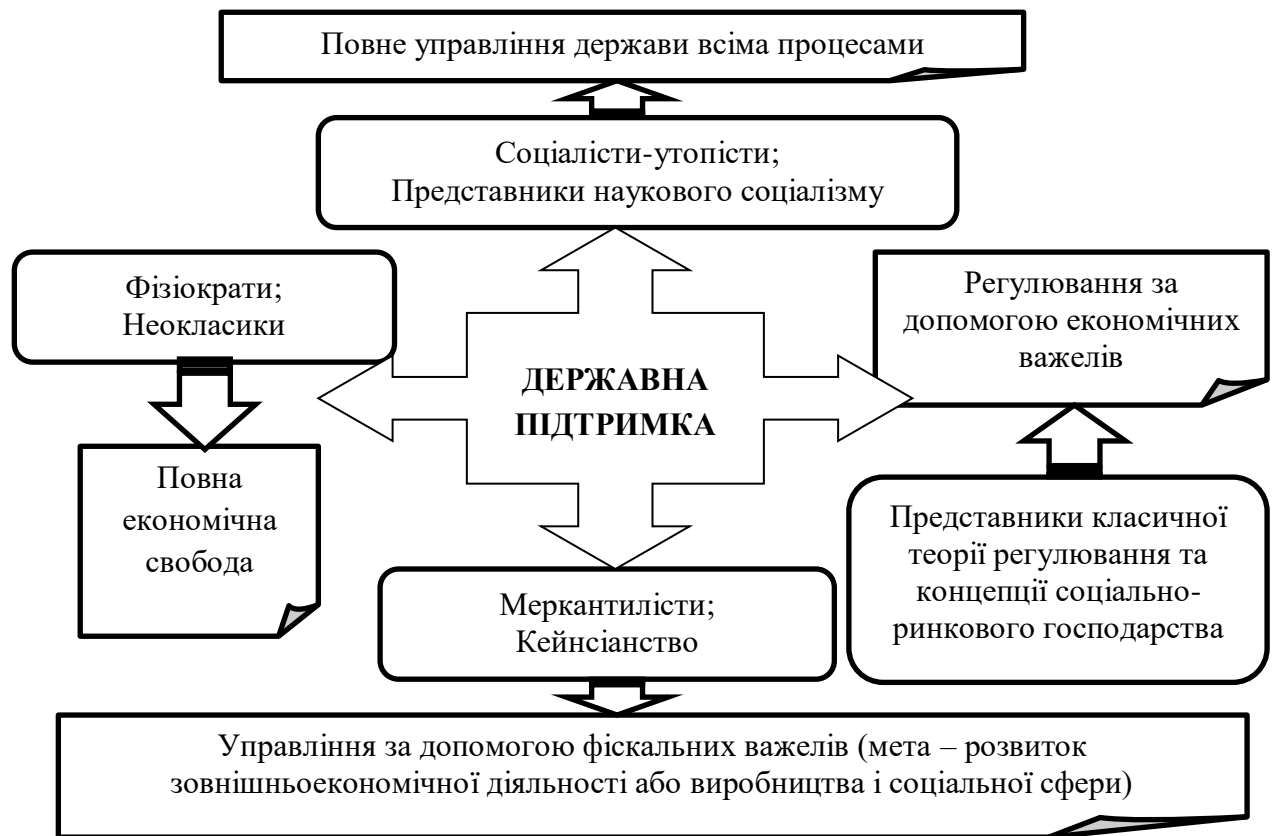 Повне управління держави всіма процесами
Соціалісти-утопісти;
Представники наукового соціалізму
Фізіократи;
Неокласики
Регулювання за
допомогою економічних
важелів
ДЕРЖАВНА
ПІДТРИМКА
Повна
економічна
свобода
Представники класичної
теорії регулювання та
концепції соціально-
ринкового господарства
Меркантилісти;
Кейнсіанство
Управління за допомогою фіскальних важелів (мета – розвиток
зовнішньоекономічної діяльності або виробництва і соціальної сфери)